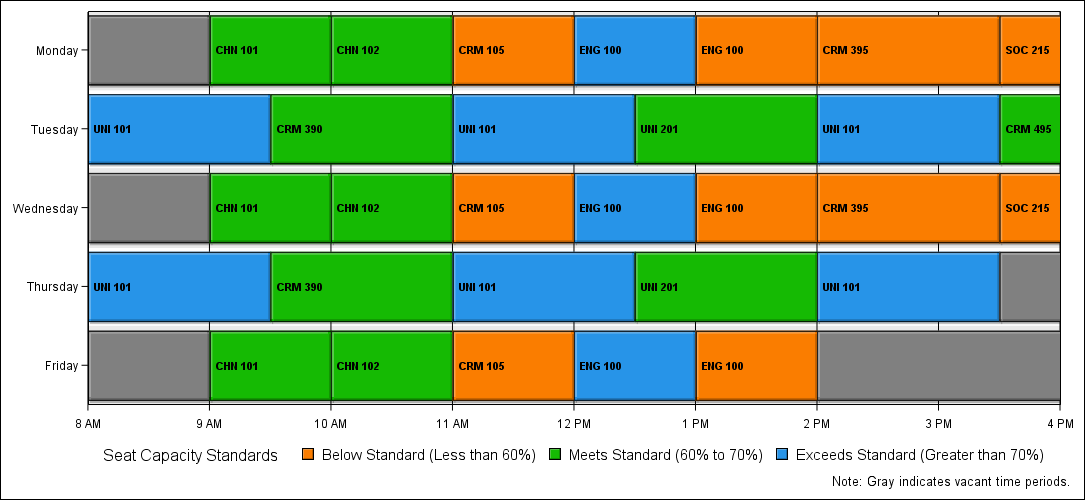 Monday
CHN 101
CHN 102
CRM 105
ENG 100
ENG 100
CRM 395
SOC 215
Tuesday
UNI 101
CRM 390
UNI 101
UNI 201
UNI 101
CRM 495
Wednesday
CHN 101
CHN 102
CRM 105
ENG 100
ENG 100
CRM 395
SOC 215
Thursday
UNI 101
CRM 390
UNI 101
UNI 201
UNI 101
Friday
CHN 101
CHN 102
CRM 105
ENG 100
ENG 100
8 AM
9 AM
10 AM
11 AM
12 PM
1 PM
2 PM
3 PM
4 PM
Seat Capacity Standards
Below Standard (Less than 60%)
Meets Standard (60% to 70%)
Exceeds Standard (Greater than 70%)
Note: Gray indicates vacant time periods.